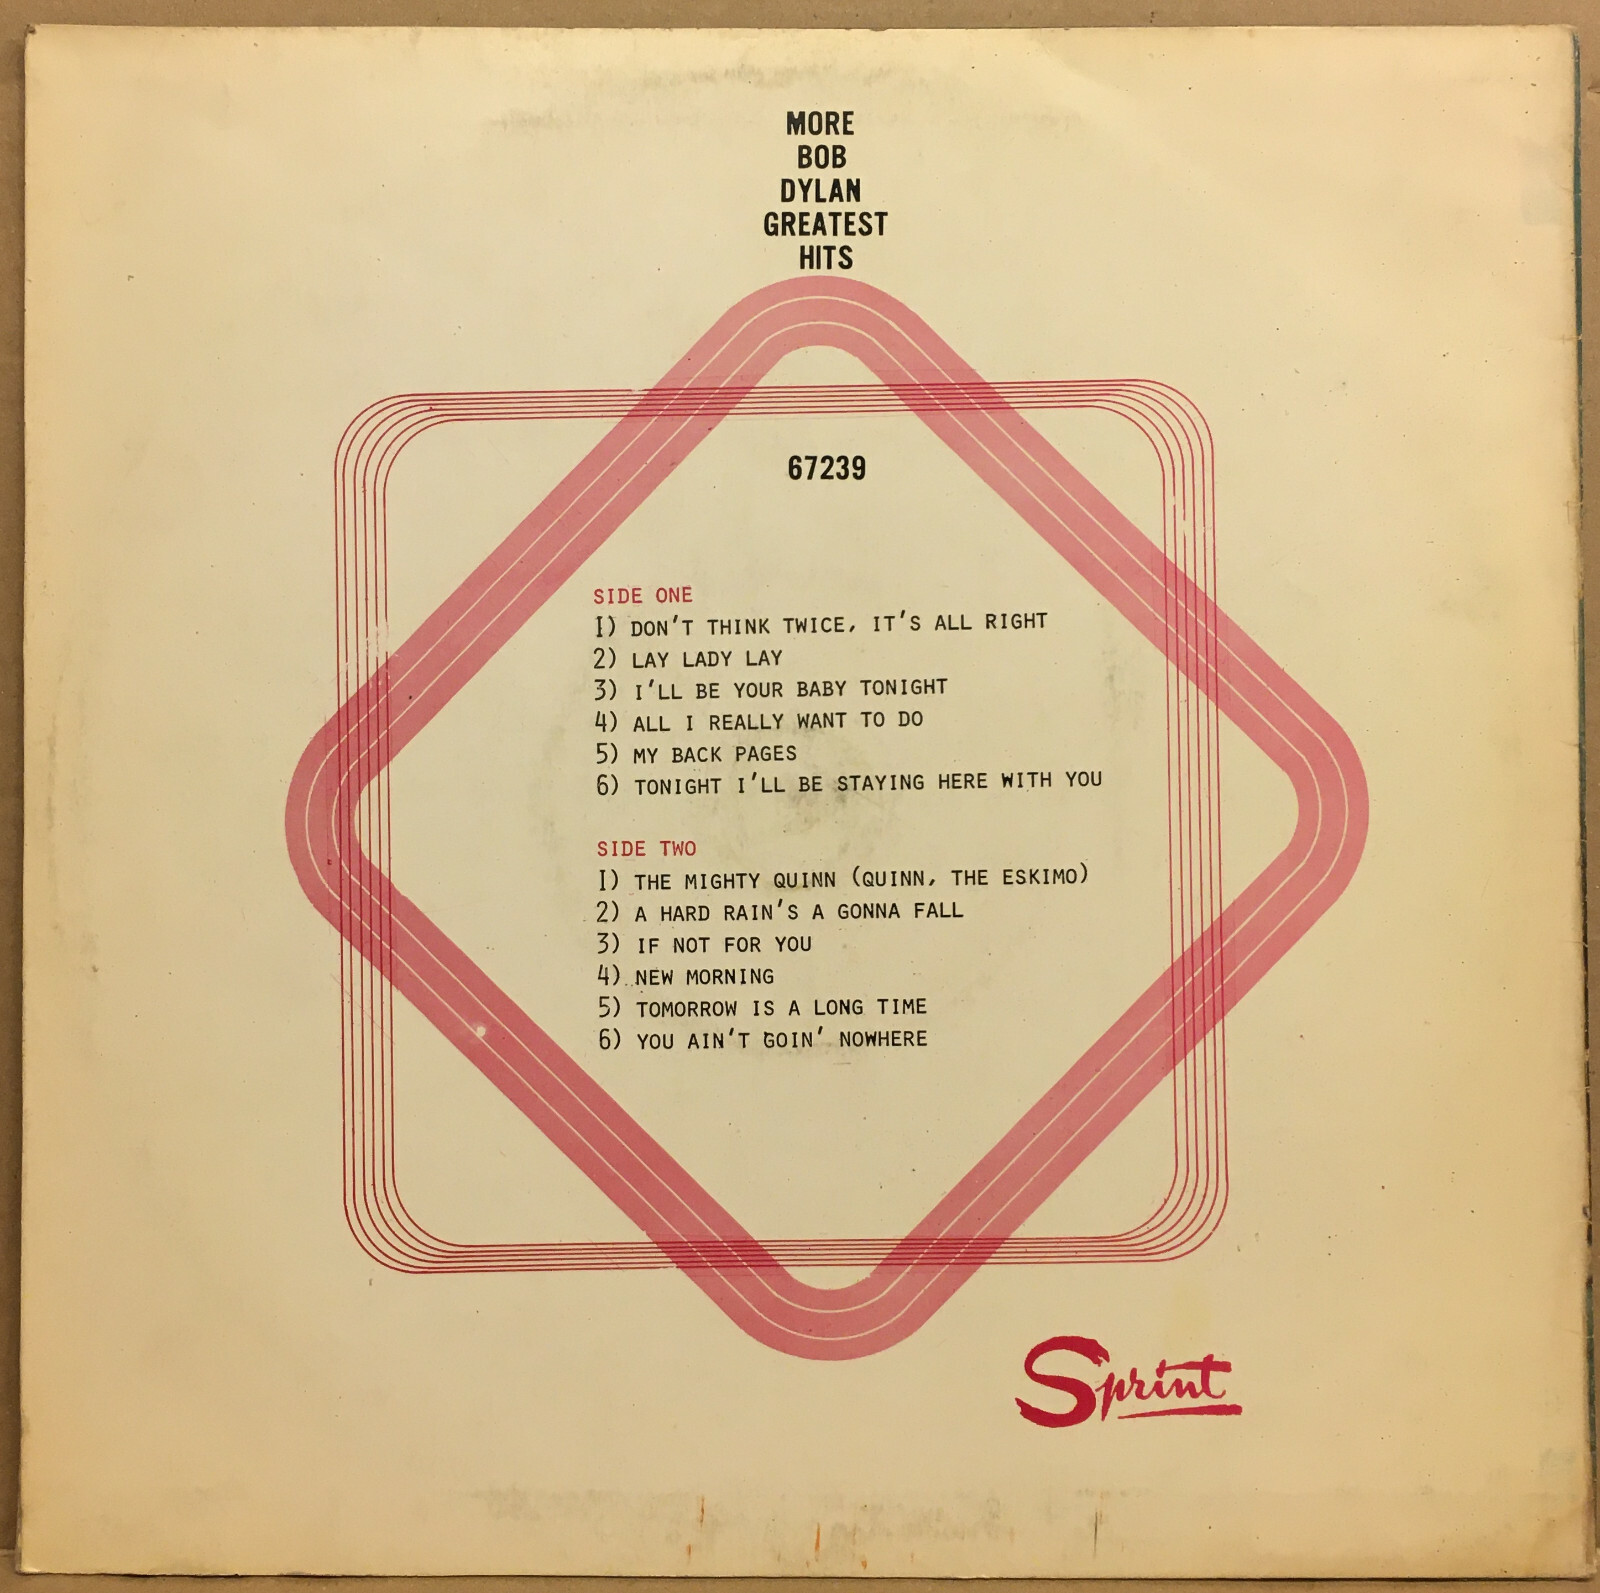 MORE
BOB
DYLAN
GREATEST
HITS
67239
SIDE ONE
1) DON'T THINK TWICE, IT'S ALL RIGHT
2) LAY LADY LAY
3) I'LL BE YOUR BABY TONIGHT
4) ALL I REALLY WANT TO DO
5) MY BACK PAGES
6) TONIGHT I'LL BE STAYING HERE WITH YOU
SIDE TWO
1) THE MIGHTY QUINN (QUINN, THE ESKIMO)
2) A HARD RAIN'S A GONNA FALL
3) IF NOT FOR YOU
4) NEW MORNING
5) TOMORROW IS A LONG TIME
6) YOU AIN'T GOIN' NOWHERE
Sprint